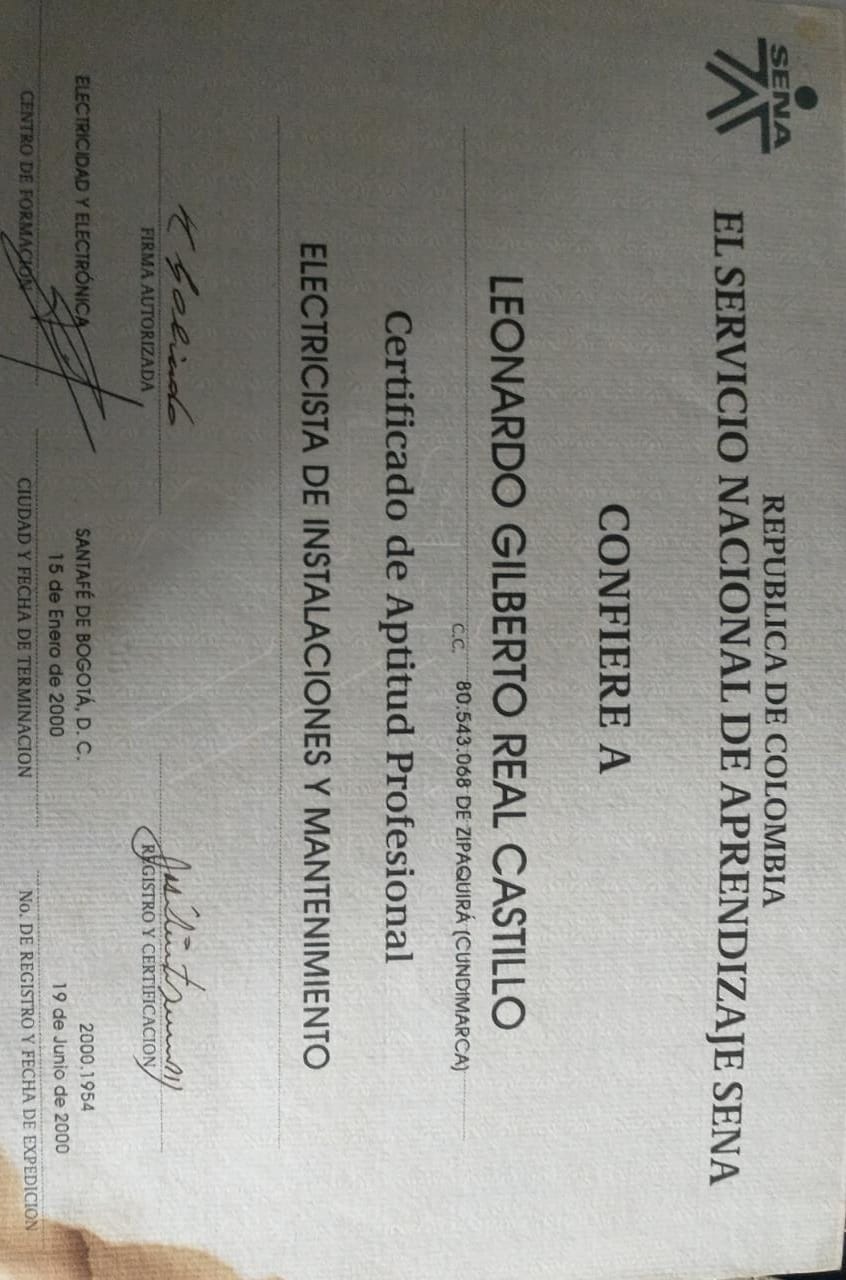 SENA
REPUBLICA DE COLOMBIA
EL SERVICIO NACIONAL DE APRENDIZAJE SENA
CONFIERE A
LEONARDO GILBERTO REAL CASTILLO
C.C. 80.543.068 DE ZIPAQUIRÁ (CUNDIMARCA)
Certificado de Aptitud Profesional
ELECTRICISTA DE INSTALACIONES Y MANTENIMIENTO
FIRMA AUTORIZADA
REGISTRO Y CERTIFICACION
ELECTRICIDAD Y ELECTRÓNICA
CENTRO DE FORMACION
SANTAFÉ DE BOGOTÁ, D. C.
15 de Enero de 2000
CIUDAD Y FECHA DE TERMINACION
2000.1954
19 de Junio de 2000
No. DE REGISTRO Y FECHA DE EXPEDICION